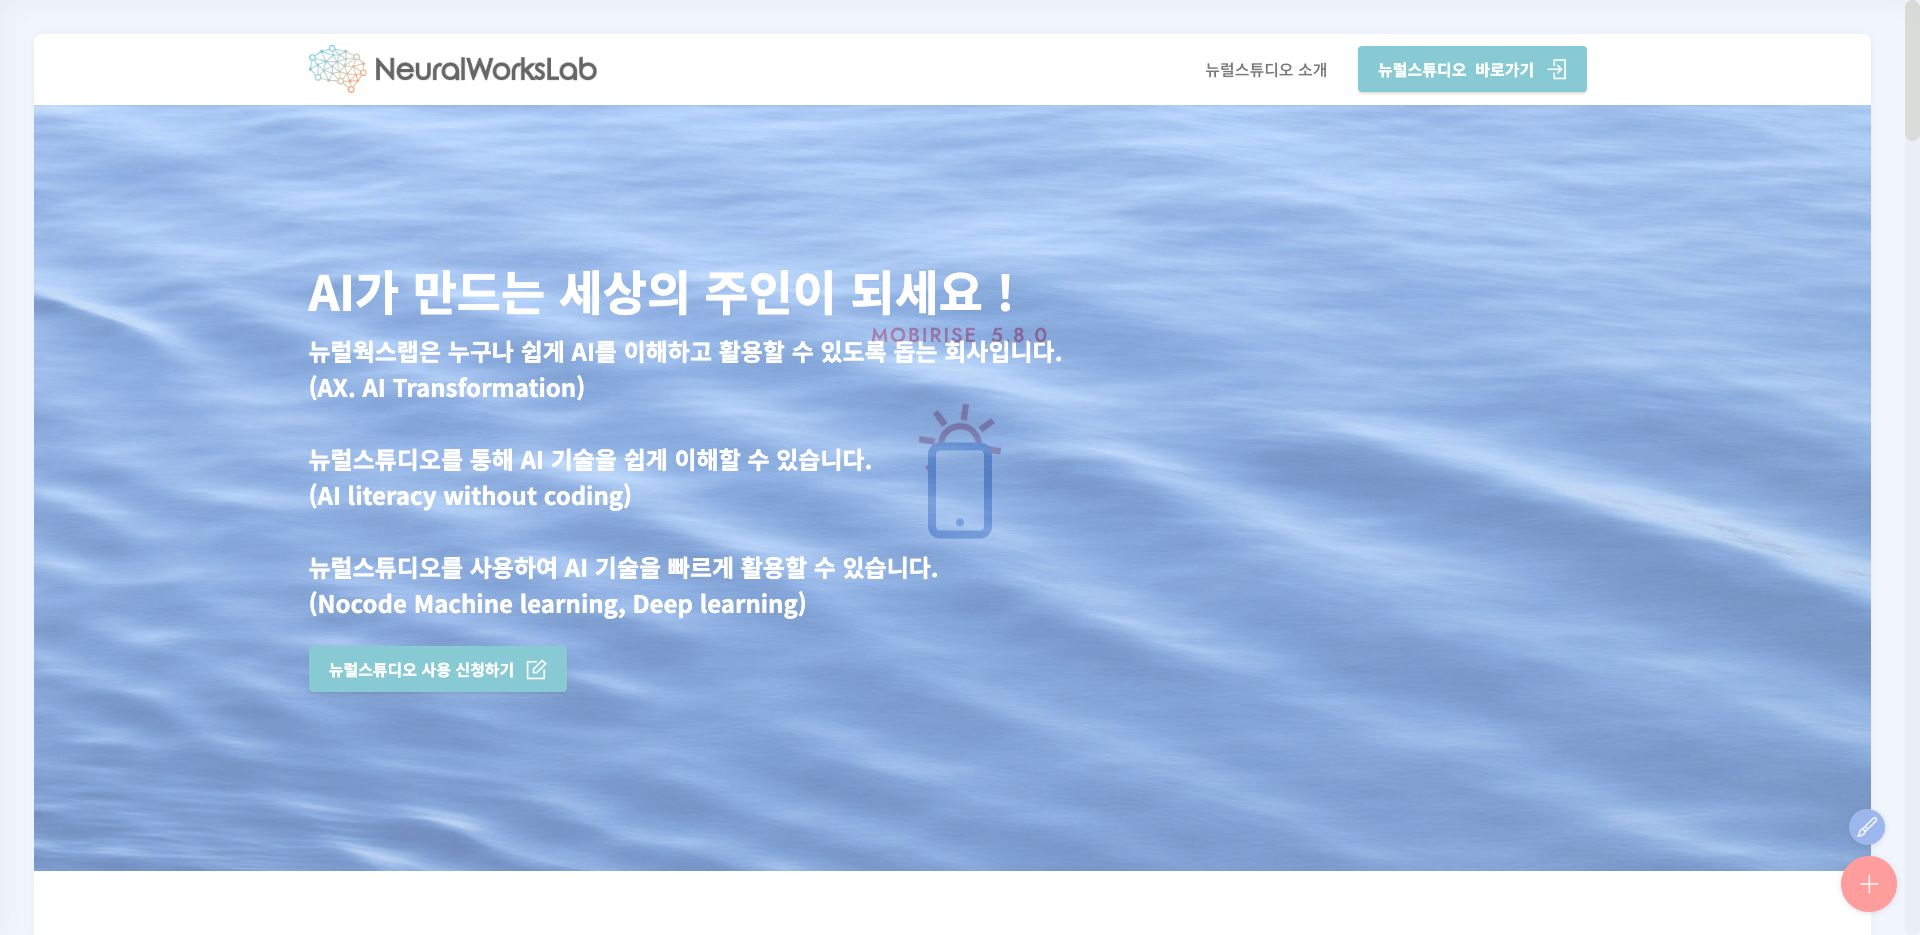 NeuralWorksLab
뉴럴스튜디오 소개
뉴럴스튜디오 바로가기
AI가 만드는 세상의 주인이 되세요 !
MOBIRISE 5.8.0
뉴럴웍스랩은 누구나 쉽게 AI를 이해하고 활용할 수 있도록 돕는 회사입니다.
(AX. AI Transformation)
뉴럴스튜디오를 통해 AI 기술을 쉽게 이해할 수 있습니다.
(AI literacy without coding)
뉴럴스튜디오를 사용하여 AI 기술을 빠르게 활용할 수 있습니다.
(Nocode Machine learning, Deep learning)
뉴럴스튜디오 사용 신청하기